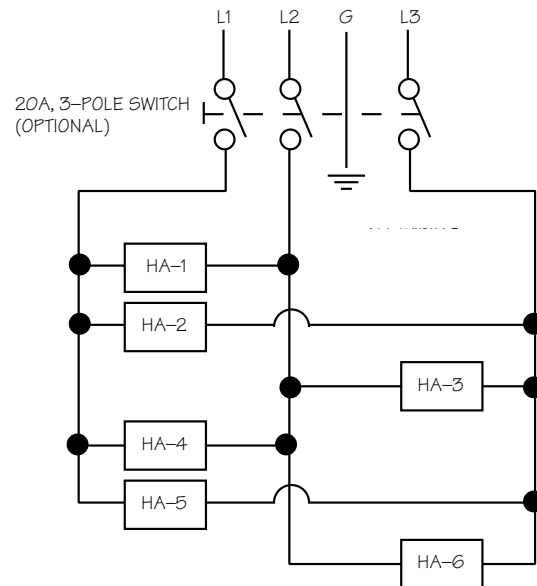 L1 L2 G L3
20A, 3-POLE SWITCH
(OPTIONAL)
HA-1
HA-2
HA-3
HA-4
HA-5
HA-6